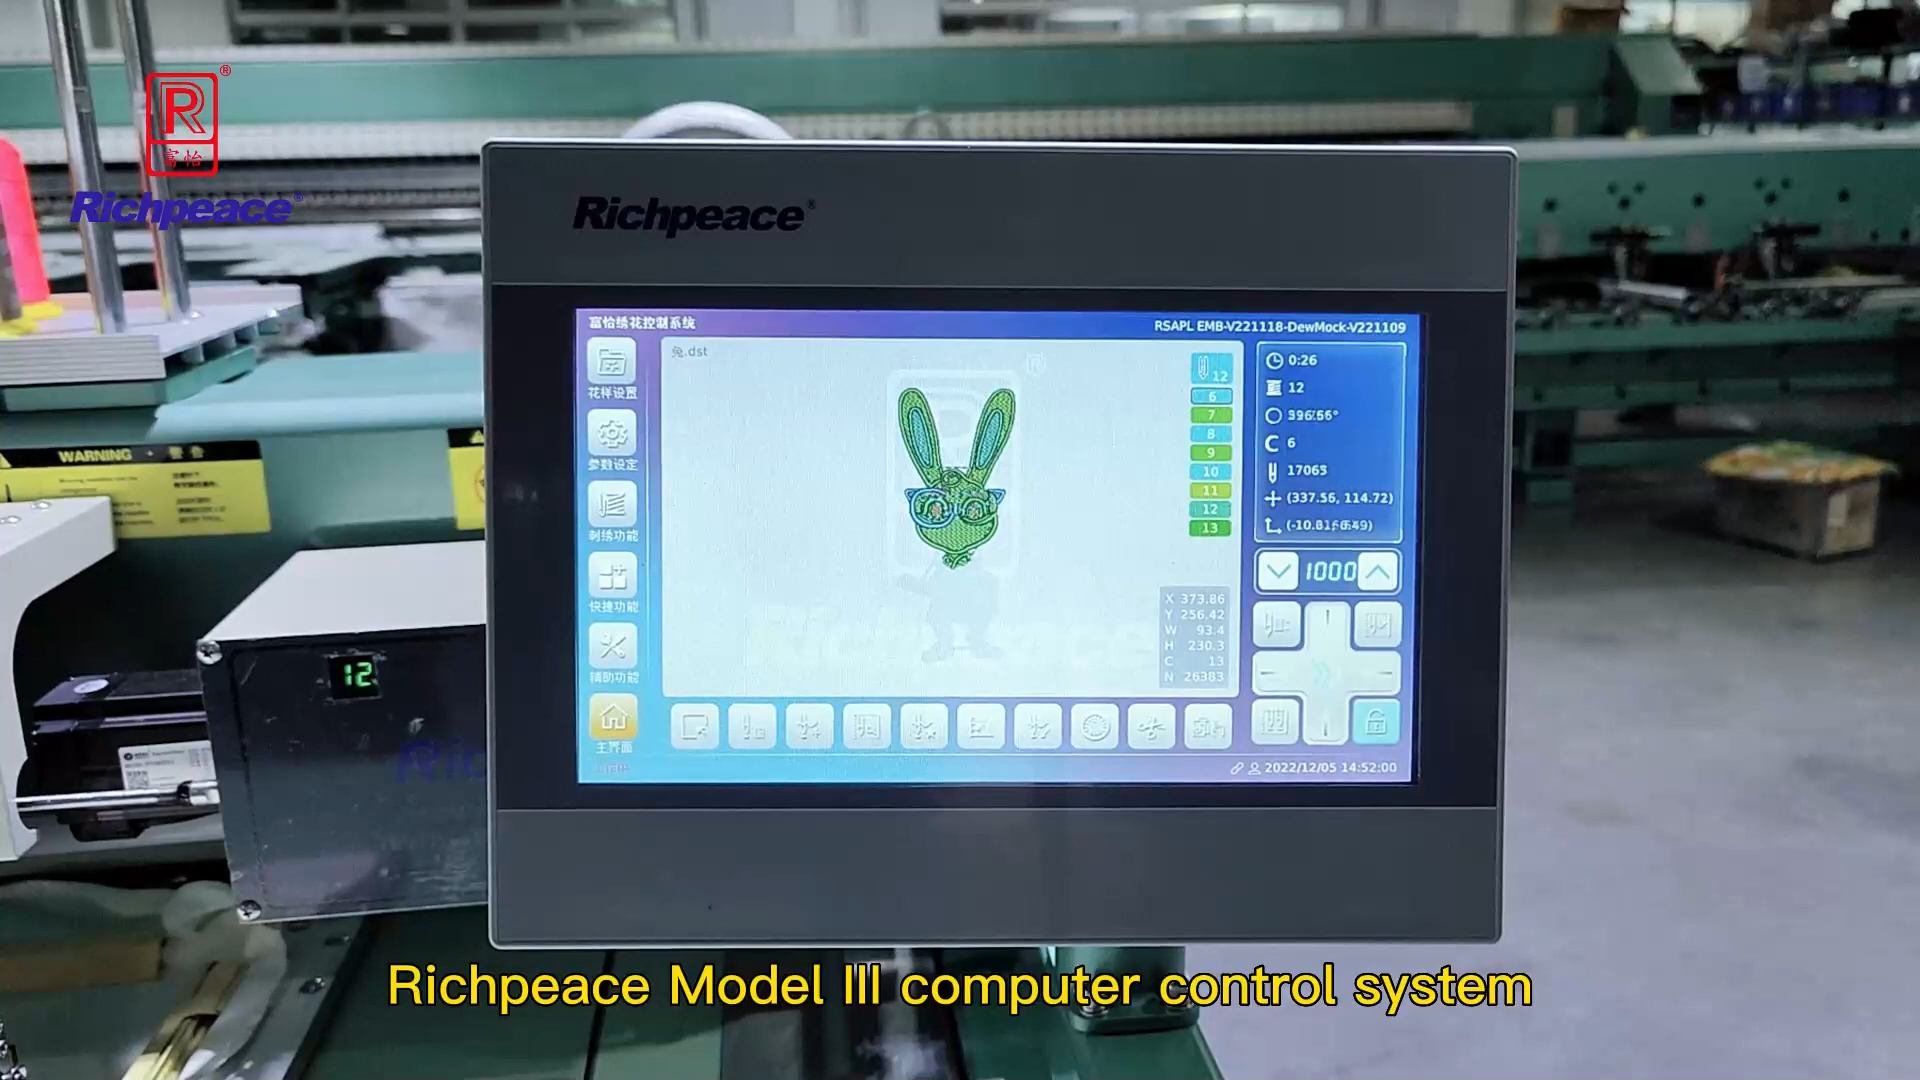 R®
富怡
Richpeace®
Richpeace®
富怡绣花控制系统
RSAPL EMB-V221118-DewMock-V221109
兔.dst
花样设置
参数设定
刺绣功能
快捷功能
辅助功能
主界面
12
6
7
8
9
10
11
12
13
0:26
12
6
17065
(337.56, 114.72)
1000
X 373.86
Y 256.42
W 93.4
H 230.3
C 13
N 26383
2022/12/05 14:52:00
WARNING · 警告
12
Richpeace Model III computer control system